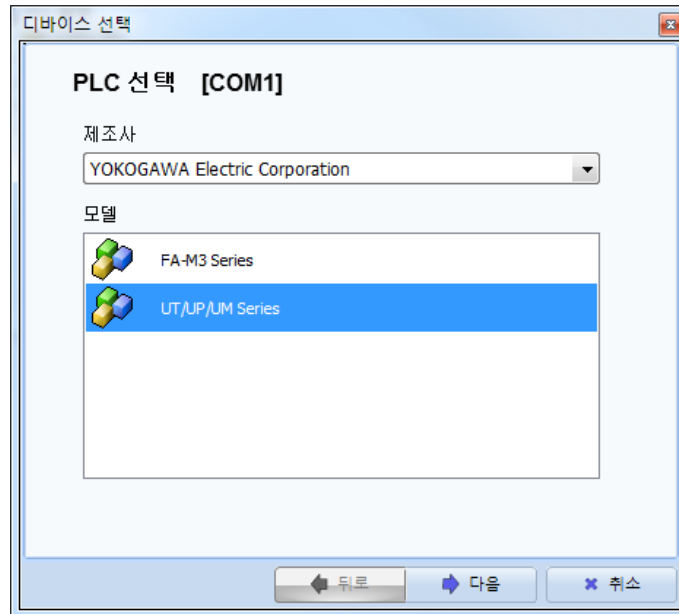 디바이스 선택
PLC 선택 [COM1]
제조사
YOKOGAWA Electric Corporation
모델
FA-M3 Series
UT/UP/UM Series
뒤로 다음 취소